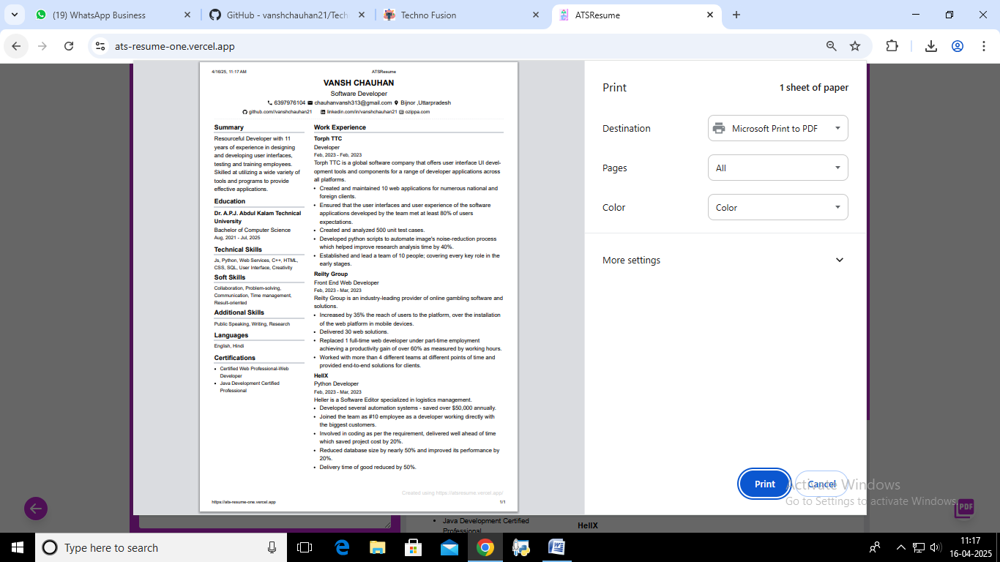 (19) WhatsApp Business
GitHub - vanshchauhan21/Tech
Techno Fusion
ATSResume
ats-resume-one.vercel.app
4/16/25, 11:17 AM
ATSResume
VANSH CHAUHAN
Software Developer
6397976104 chauhanvansh313@gmail.com Bijnor ,Uttarpradesh
github.com//vanshchauhan21 linkedin.com/in/vanshchauhan21 ozippa.com
Summary
Resourceful Developer with 11
years of experience in designing
and developing user interfaces,
testing and training employees.
Skilled at utilizing a wide variety of
tools and programs to provide
effective applications.
Education
Dr. A.P.J. Abdul Kalam Technical
University
Bachelor of Computer Science
Aug, 2021 - Jul, 2025
Technical Skills
Js, Python, Web Services, C++, HTML,
CSS, SQL, User Interface, Creativity
Soft Skills
Collaboration, Problem-solving,
Communication, Time management,
Result-oriented
Additional Skills
Public Speaking, Writing, Research
Languages
English, Hindi
Certifications
• Certified Web Professional-Web
Developer
• Java Development Certified
Professional
Work Experience
Torph TTC
Developer
Feb, 2023 - Feb, 2023
Torph TTC is a global software company that offers user interface UI devel-
opment tools and components for a range of developer applications across
all platforms.
• Created and maintained 10 web applications for numerous national and
foreign clients.
• Ensured that the user interfaces and user experience of the software
applications developed by the team met at least 80% of users
expectations.
• Created and analyzed 500 unit test cases.
• Developed python scripts to automate image's noise-reduction process
which helped improve research analysis time by 40%.
• Established and lead a team of 10 people; covering every key role in the
early stages.
Reilty Group
Front End Web Developer
Feb, 2023 - Mar, 2023
Reilty Group is an industry-leading provider of online gambling software and
solutions.
• Increased by 35% the reach of users to the platform, over the installation
of the web platform in mobile devices.
• Delivered 30 web solutions.
• Replaced 1 full-time web developer under part-time employment
achieving a productivity gain of over 60% as measured by working hours.
• Worked with more than 4 different teams at different points of time and
provided end-to-end solutions for clients.
HellX
Python Developer
Feb, 2023 - Mar, 2023
Heller is a Software Editor specialized in logistics management.
• Developed several automation systems - saved over $50,000 annually.
• Joined the team as #10 employee as a developer working directly with
the biggest customers.
• Involved in coding as per the requirement, delivered well ahead of time
which saved project cost by 20%.
• Reduced database size by nearly 50% and improved its performance by
20%.
• Delivery time of good reduced by 50%.
Created using https://atsresume.vercel.app/
https://ats-resume-one.vercel.app
1/1
Print
1 sheet of paper
Destination
Microsoft Print to PDF
Pages
All
Color
Color
More settings
Print
Cancel
Activate Windows
Go to Settings to activate Windows.
PDF
Java Development Certified
Professional
HellX
Type here to search
11:17
16-04-2025